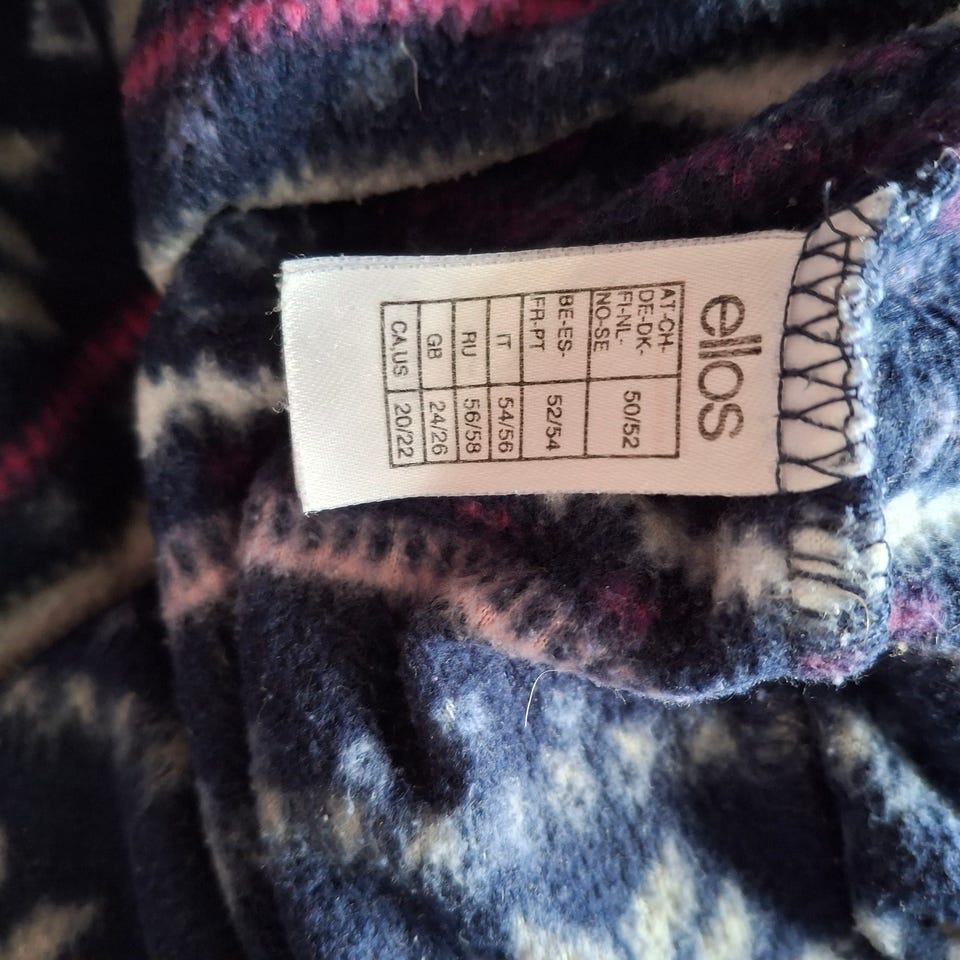 ellos
AT-CH-
DE-DK-
FI-NL-
NO-SE
50/52
BE-ES-
FR-PT
52/54
IT 54/56
RU 56/58
GB 24/26
CA,US 20/22